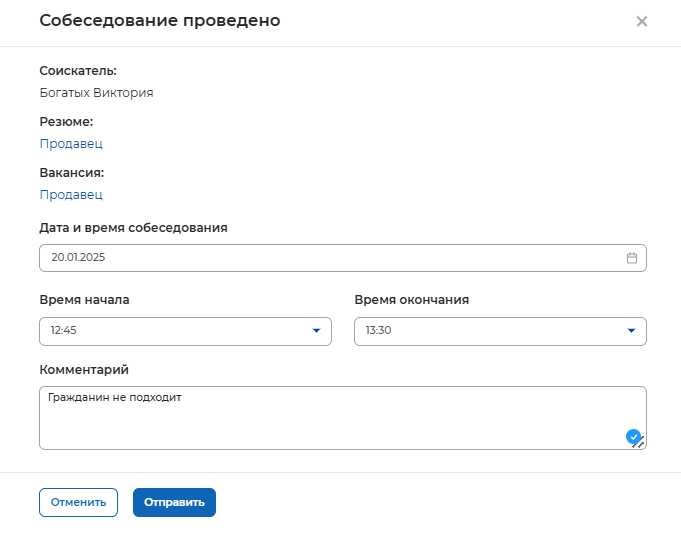 Собеседование проведено
Соискатель:
Богатых Виктория
Резюме:
Продавец
Вакансия:
Продавец
Дата и время собеседования
20.01.2025
Время начала
Время окончания
12:45
13:30
Комментарий
Гражданин не подходит
Отменить
Отправить